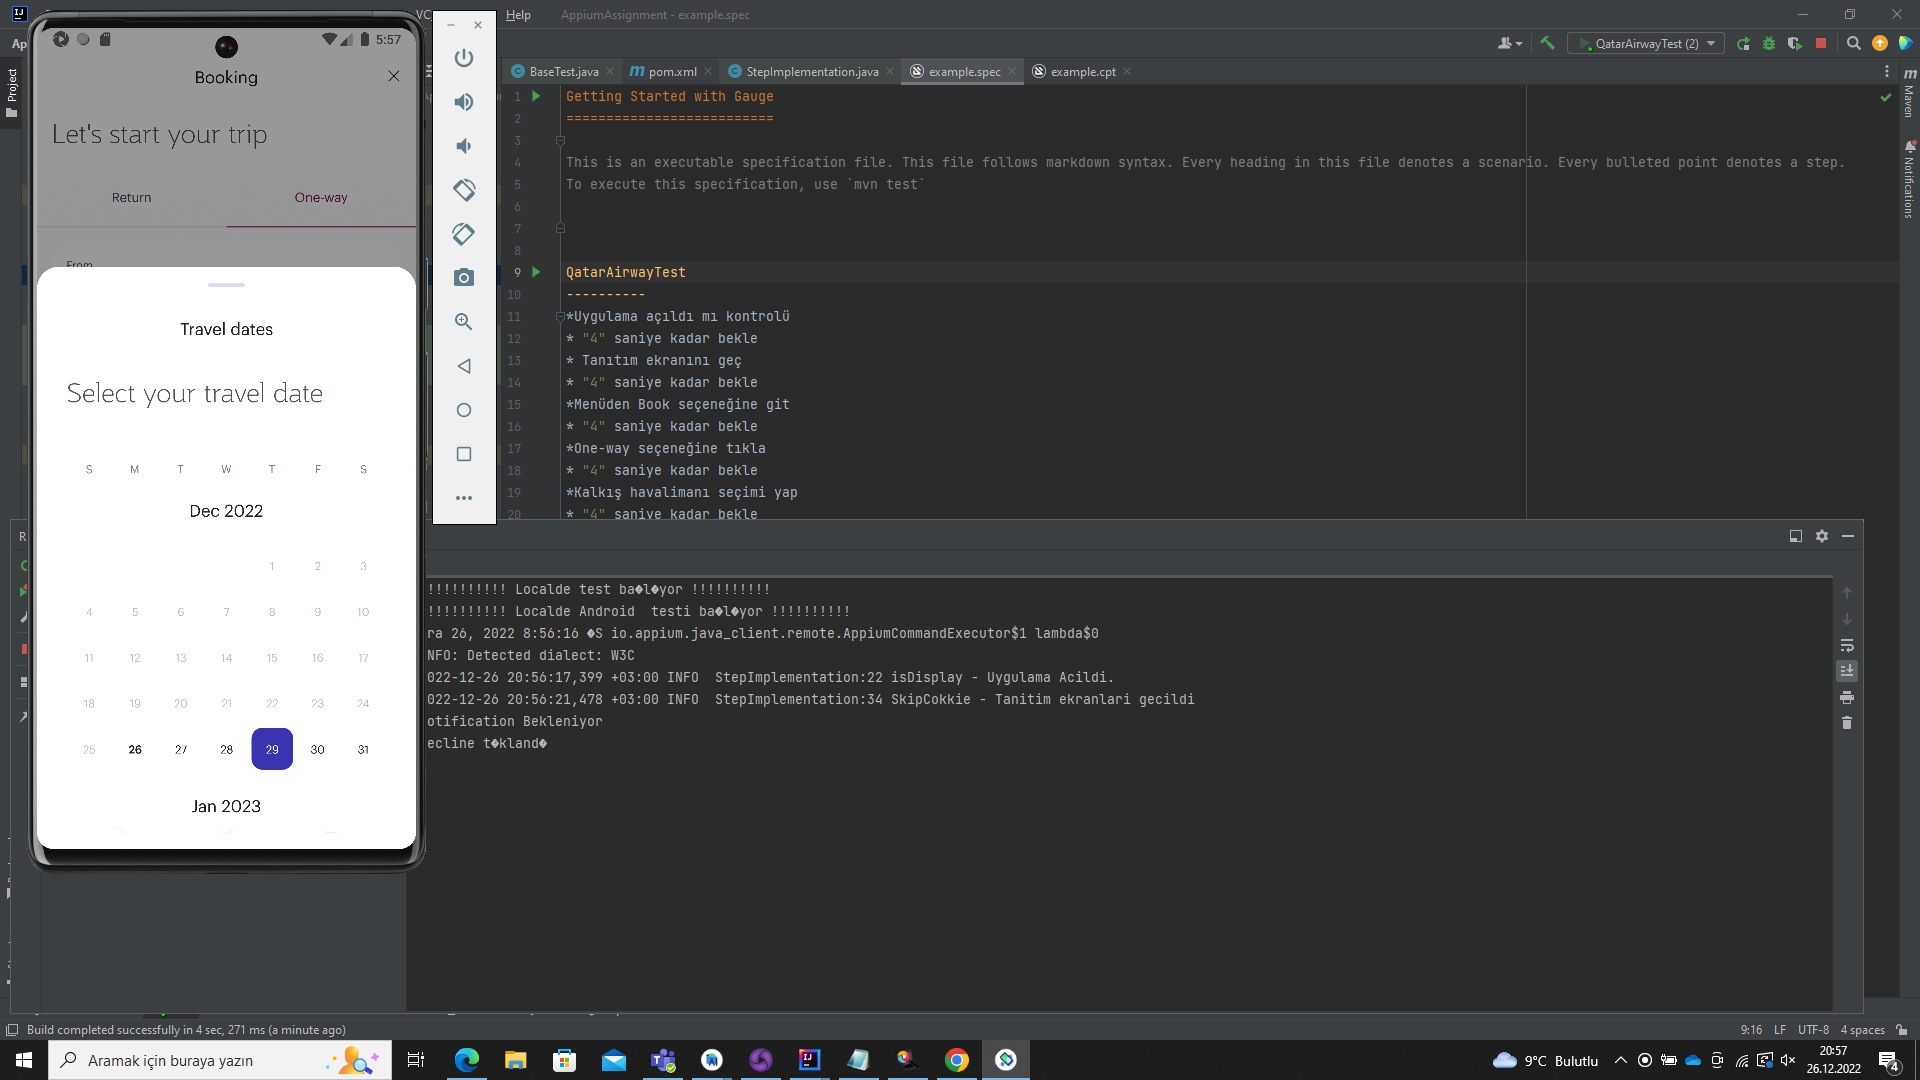 VC
Help
AppiumAssignment - example.spec
Ap
QatarAirwayTest (2)
Project
BaseTest.java
pom.xml
StepImplementation.java
example.spec
example.cpt
Maven
Notifications
5:57
Booking
Let's start your trip
Return
One-way
From
Travel dates
Select your travel date
S M T W T F S
Dec 2022
1 2 3
4 5 6 7 8 9 10
11 12 13 14 15 16 17
18 19 20 21 22 23 24
25 26 27 28 29 30 31
Jan 2023
1 Getting Started with Gauge
2 ==========================
3
4 This is an executable specification file. This file follows markdown syntax. Every heading in this file denotes a scenario. Every bulleted point denotes a step.
5 To execute this specification, use `mvn test`
6
7
8
9 QatarAirwayTest
10 ----------
11 *Uygulama açıldı mı kontrolü
12 * "4" saniye kadar bekle
13 * Tanıtım ekranını geç
14 * "4" saniye kadar bekle
15 *Menüden Book seçeneğine git
16 * "4" saniye kadar bekle
17 *One-way seçeneğine tıkla
18 * "4" saniye kadar bekle
19 *Kalkış havalimanı seçimi yap
20 * "4" saniye kadar bekle
R
!!!!!!!!!! Localde test ba�l�yor !!!!!!!!!!
!!!!!!!!!! Localde Android  testi ba�l�yor !!!!!!!!!!
ra 26, 2022 8:56:16 �S io.appium.java_client.remote.AppiumCommandExecutor$1 lambda$0
NFO: Detected dialect: W3C
022-12-26 20:56:17,399 +03:00 INFO  StepImplementation:22 isDisplay - Uygulama Acildi.
022-12-26 20:56:21,478 +03:00 INFO  StepImplementation:34 SkipCokkie - Tanitim ekranlari gecildi
otification Bekleniyor
ecline t�kland�
Build completed successfully in 4 sec, 271 ms (a minute ago)
9:16 LF UTF-8 4 spaces
Aramak için buraya yazın
9°C Bulutlu
20:57
26.12.2022
4